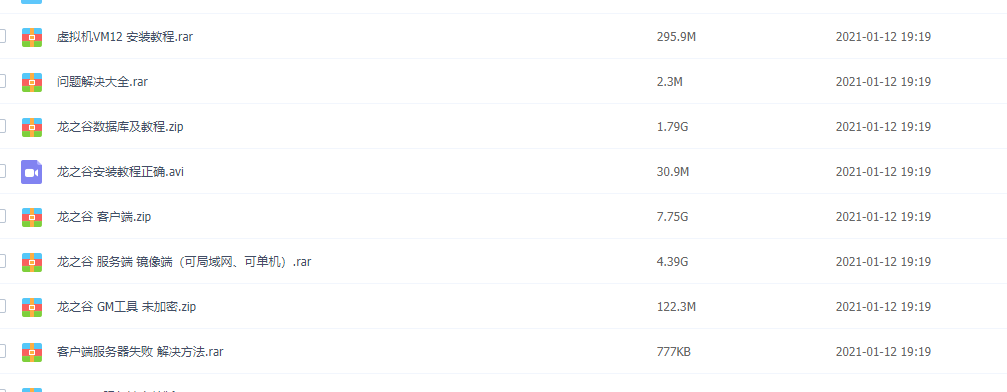 虚拟机VM12 安装教程.rar 295.9M 2021-01-12 19:19
问题解决大全.rar 2.3M 2021-01-12 19:19
龙之谷数据库及教程.zip 1.79G 2021-01-12 19:19
龙之谷安装教程正确.avi 30.9M 2021-01-12 19:19
龙之谷 客户端.zip 7.75G 2021-01-12 19:19
龙之谷 服务端 镜像端（可局域网、可单机）.rar 4.39G 2021-01-12 19:19
龙之谷 GM工具 未加密.zip 122.3M 2021-01-12 19:19
客户端服务器失败 解决方法.rar 777KB 2021-01-12 19:19